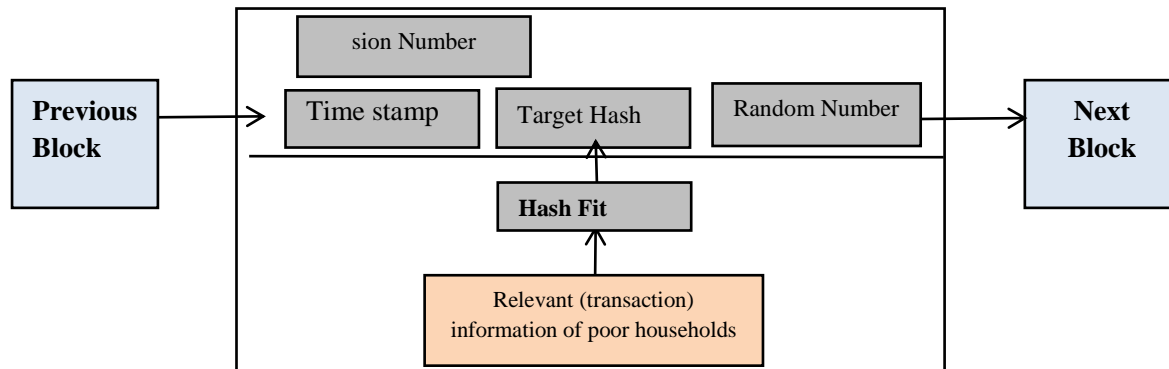 sion Number
Previous
Block
Time stamp
Target Hash
Random Number
Next
Block
Hash Fit
Relevant (transaction)
information of poor households